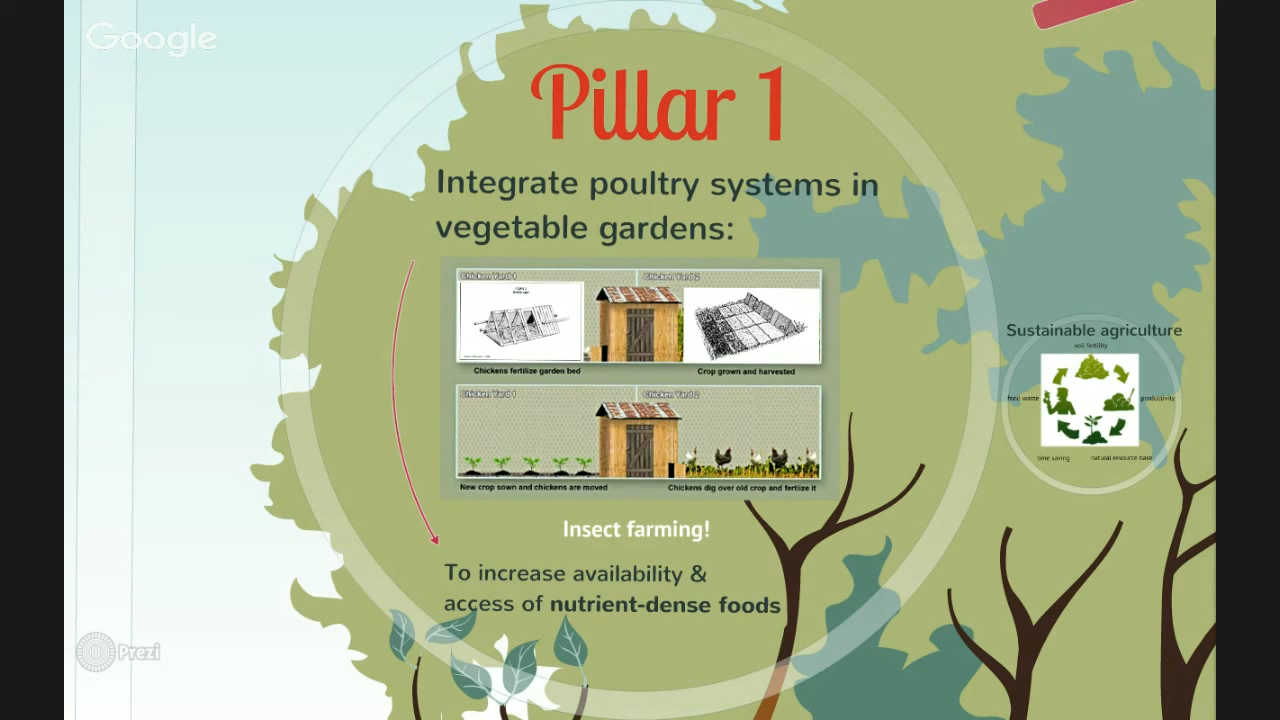 Google
Pillar 1
Integrate poultry systems in
vegetable gardens:
Chicken Yard 1
Chicken Yard 2
Chickens fertilize garden bed
Crop grown and harvested
Chicken Yard 1
Chicken Yard 2
New crop sown and chickens are moved
Chickens dig over old crop and fertlize it
Insect farming!
To increase availability &
access of nutrient-dense foods
Sustainable agriculture
soil fertility
food waste
productivity
time saving
natural resource base
Prezi